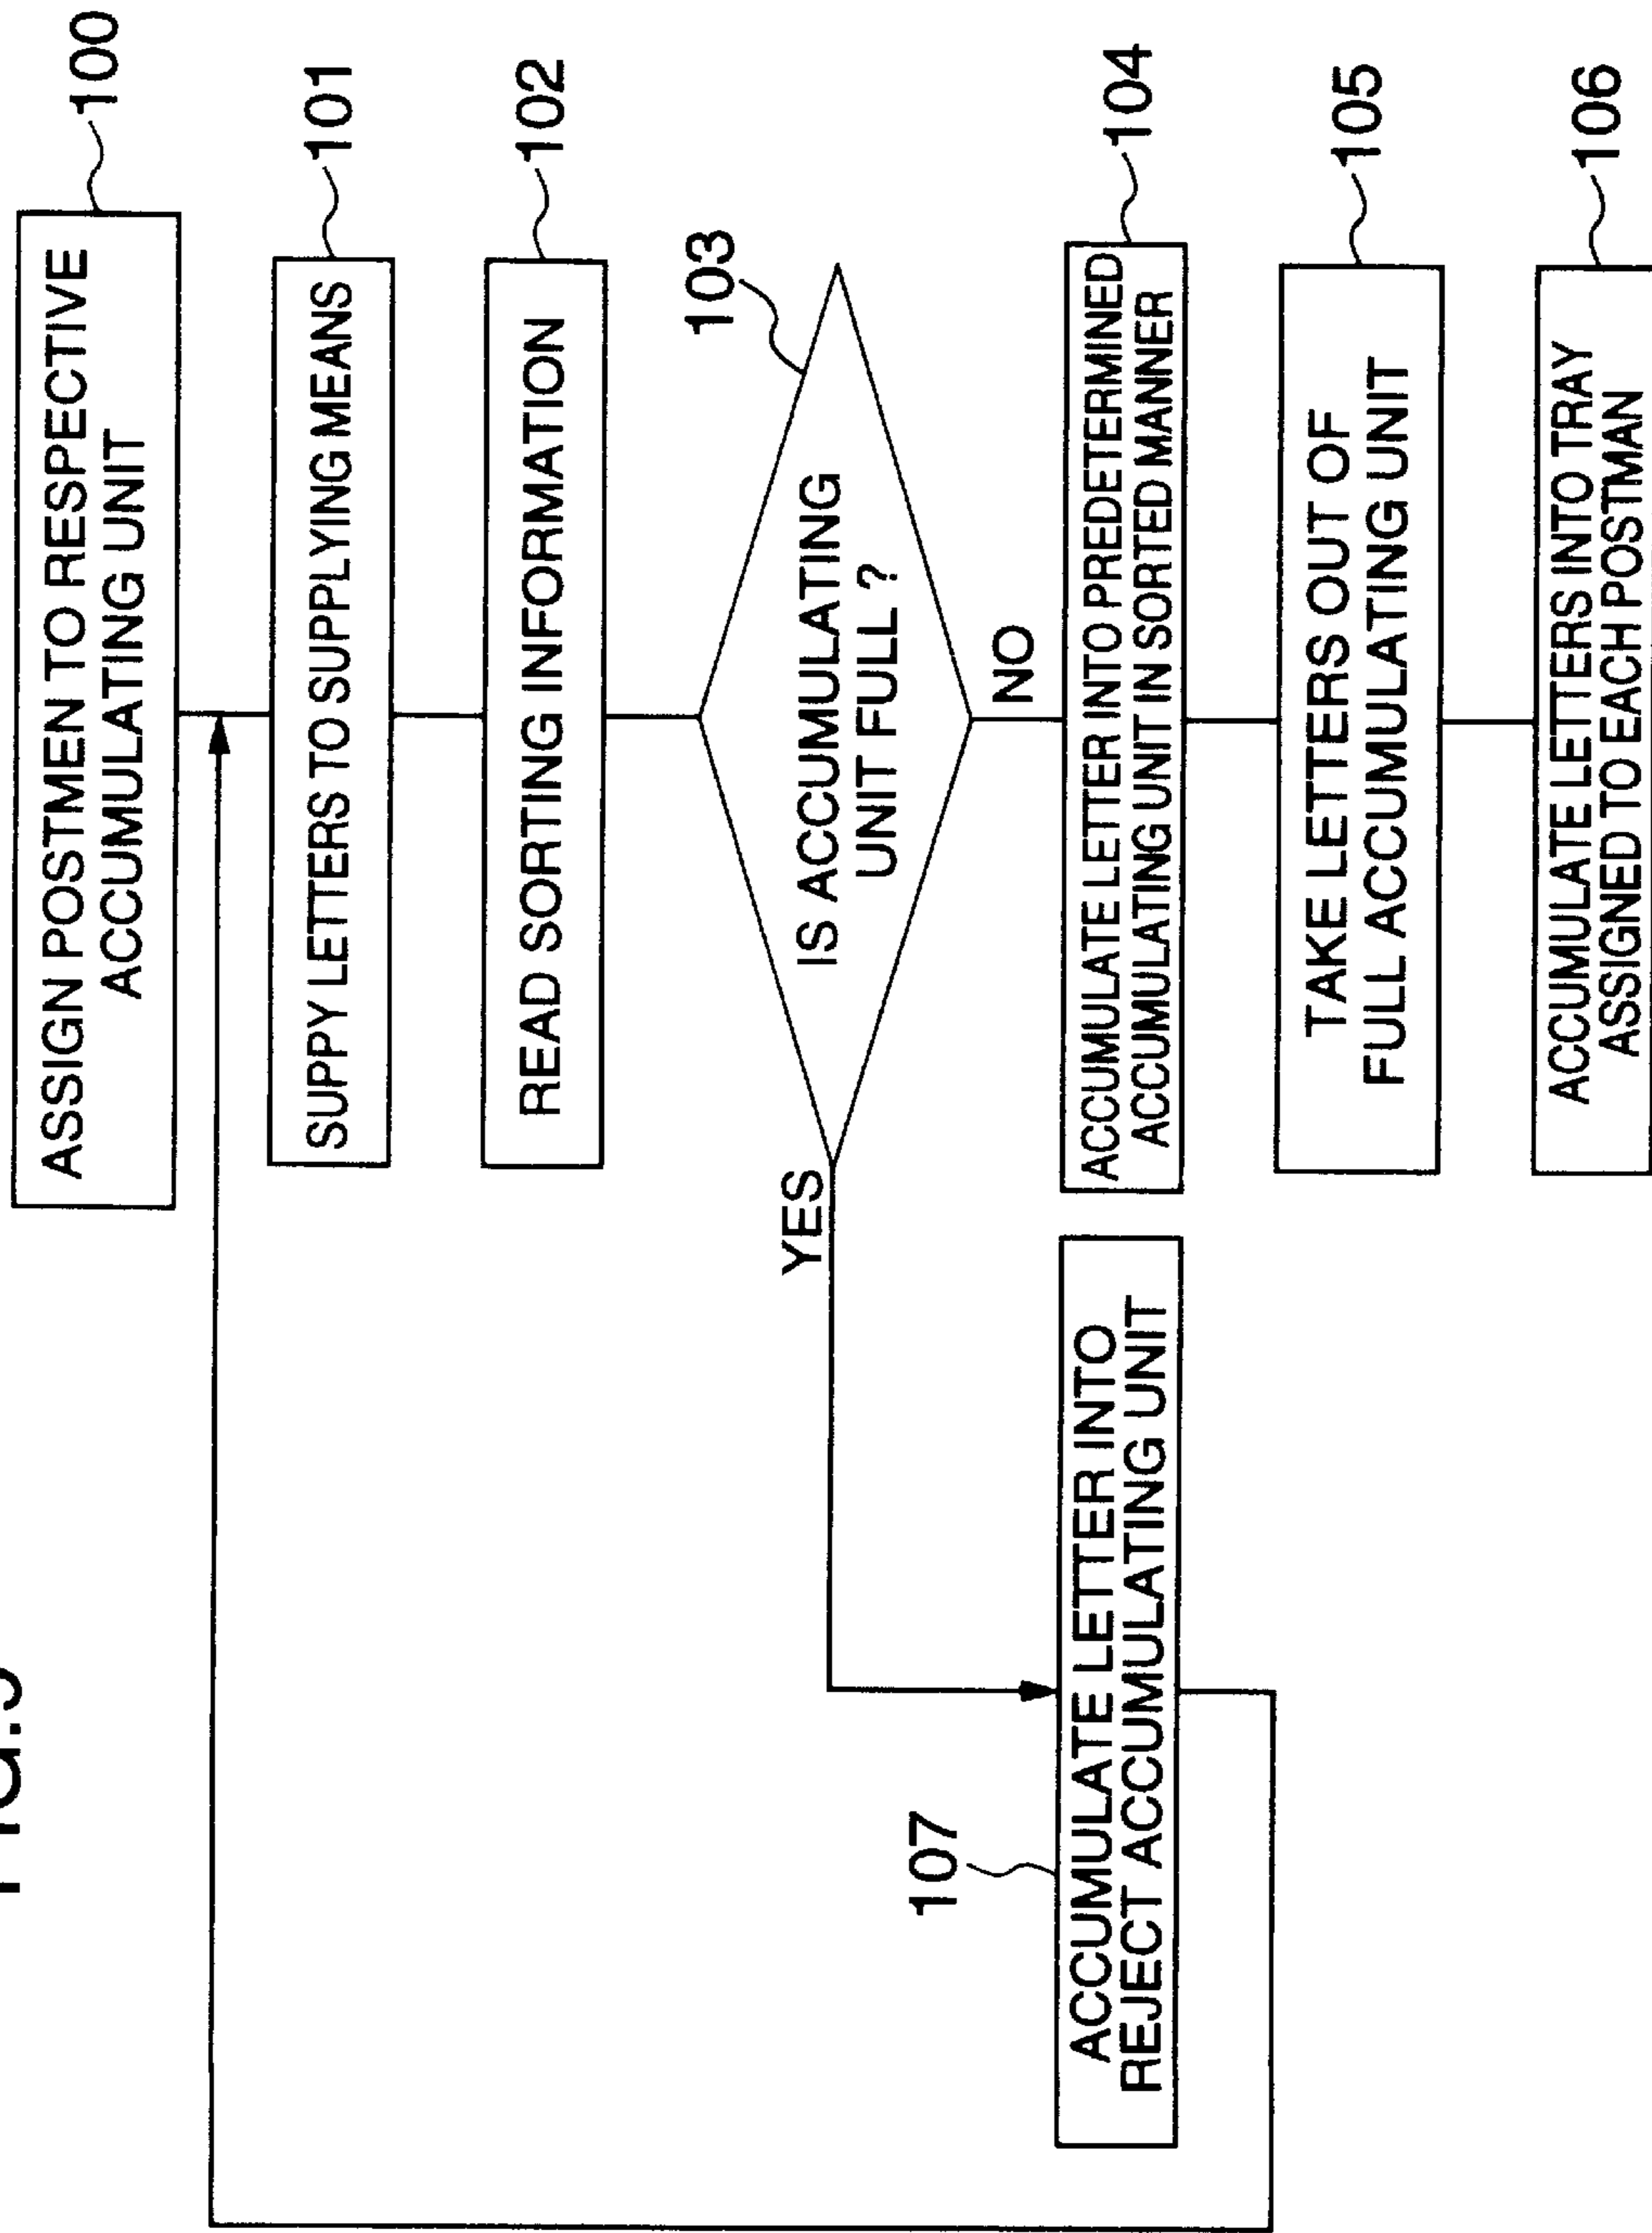 FIG.9
ASSIGN POSTMEN TO RESPECTIVE
ACCUMULATING UNIT
100
SUPPLY LETTERS TO SUPPLYING MEANS
101
READ SORTING INFORMATION
102
103
IS ACCUMULATING
UNIT FULL ?
YES
NO
ACCUMULATE LETTER INTO PREDETERMINED
ACCUMULATING UNIT IN SORTED MANNER
104
107
ACCUMULATE LETTER INTO
REJECT ACCUMULATING UNIT
TAKE LETTERS OUT OF
FULL ACCUMULATING UNIT
105
ACCUMULATE LETTERS INTO TRAY
ASSIGNED TO EACH POSTMAN
106